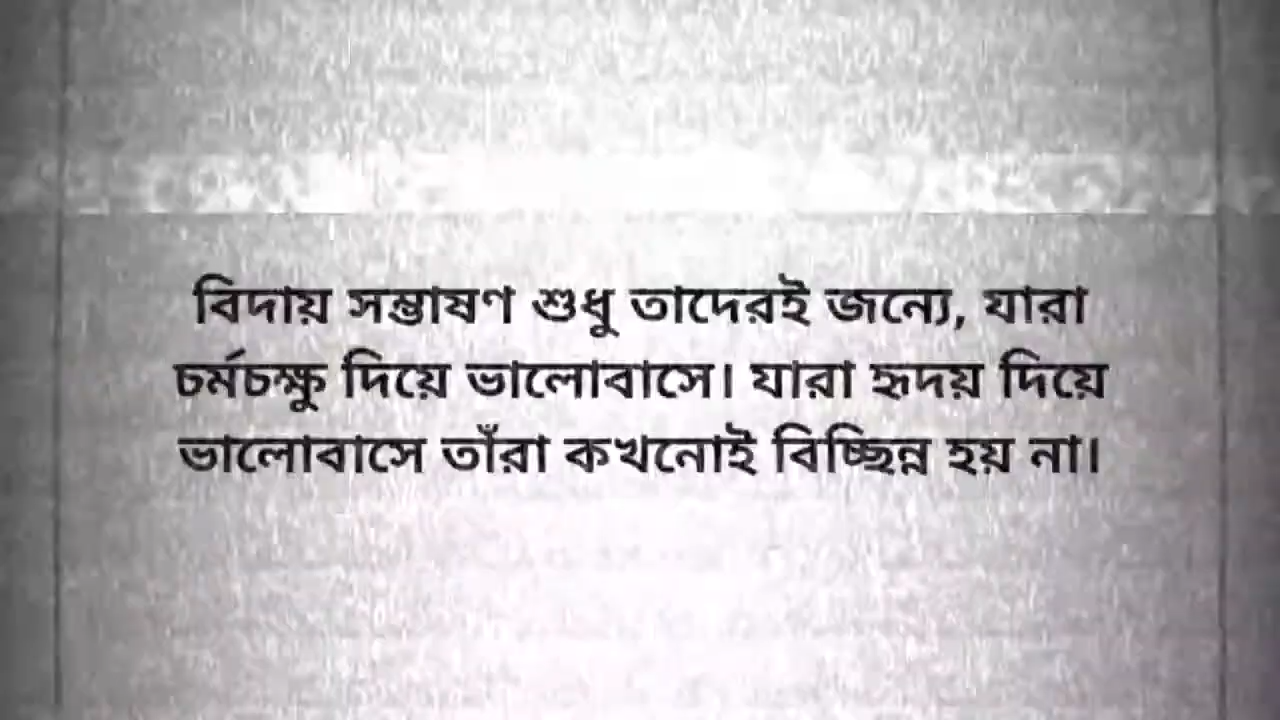 বিদায় সম্ভাষণ শুধু তাদেরই জন্যে, যারা
চর্মচক্ষু দিয়ে ভালোবাসে। যারা হৃদয় দিয়ে
ভালোবাসে তাঁরা কখনোই বিচ্ছিন্ন হয় না।